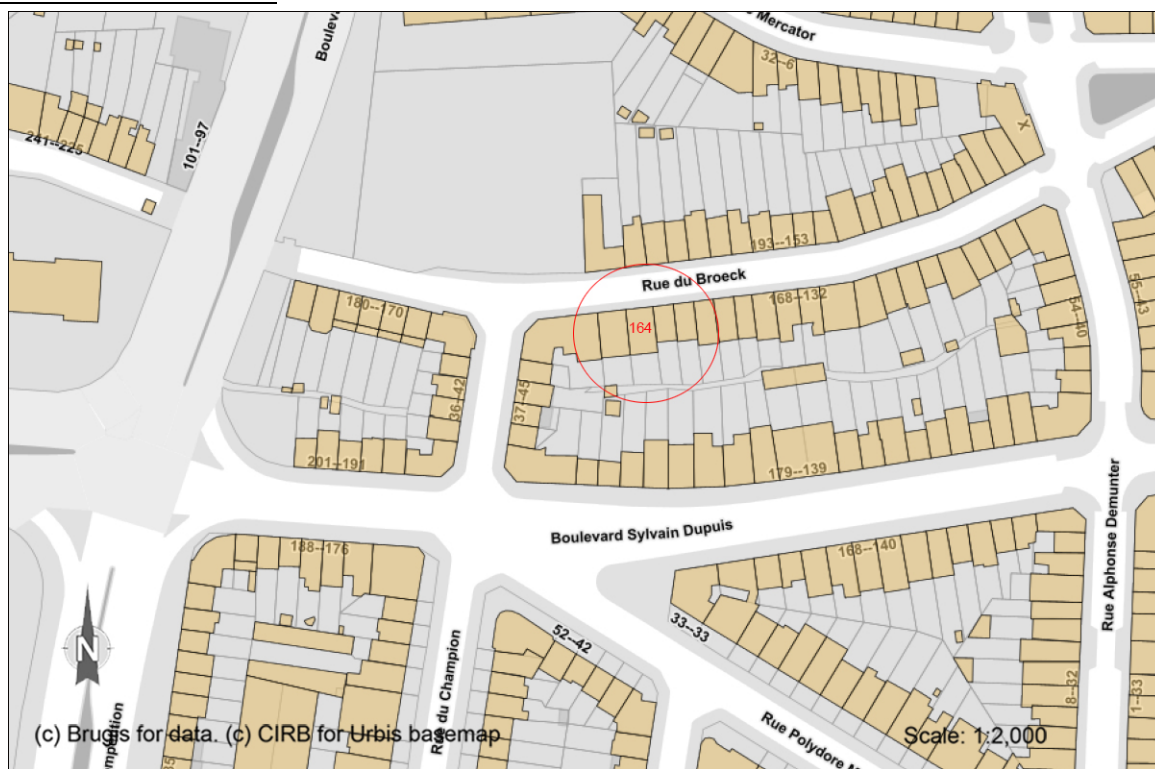 Mercator
32--6
241--225
101--97
X
193--153
Rue du Broeck
180--170
164
168--132
54--40
55--43
36--42
37--45
201--191
179--139
Boulevard Sylvain Dupuis
188--176
168--140
Rue Alphonse Demunter
52--42
33--33
N
8--32
1--33
Rue du Champion
Rue Polydore
(c) Brugis for data. (c) CIRB for Urbis basemap
Scale: 1:2,000